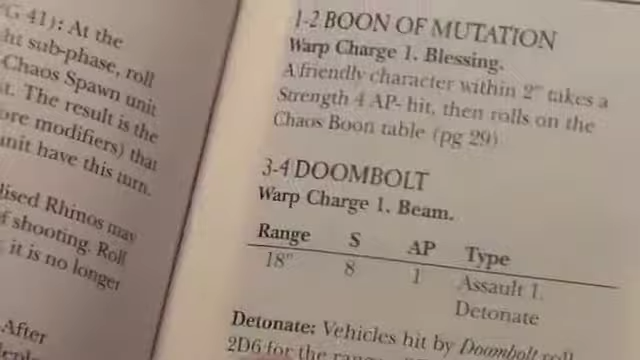 G 41): At the
ht sub-phase, roll
Chaos Spawn unit
t. The result is the
ore modifiers) that
unit have this turn.
lised Rhinos may
of shooting. Roll
it is no longer
After
1-2 BOON OF MUTATION
Warp Charge 1. Blessing.
A friendly character within 2" takes a
Strength 4 AP- hit, then rolls on the
Chaos Boon table (pg 29)
3-4 DOOMBOLT
Warp Charge 1. Beam.
Range S AP Type
18" 8 1 Assault 1.
Detonate
Detonate: Vehicles hit by Doombolt roll
2D6 for the